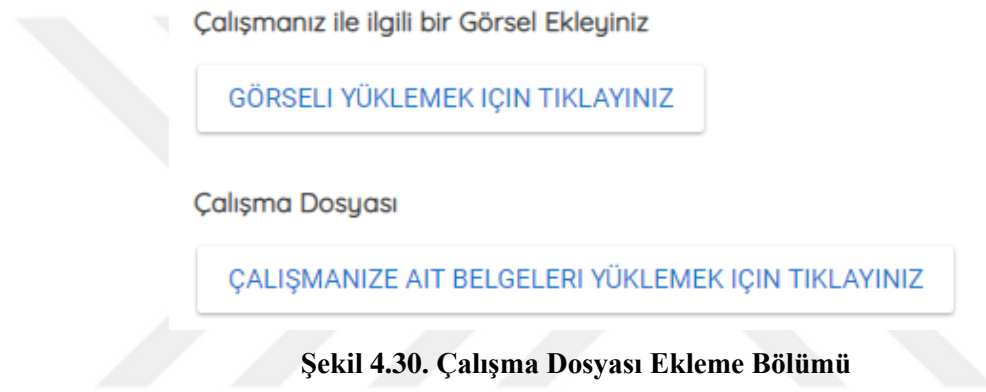 Çalışmanız ile ilgili bir Görsel Ekleyiniz
GÖRSELI YÜKLEMEK IÇIN TIKLAYINIZ
Çalışma Dosyası
ÇALIŞMANIZE AIT BELGELERI YÜKLEMEK IÇIN TIKLAYINIZ
Şekil 4.30. Çalışma Dosyası Ekleme Bölümü